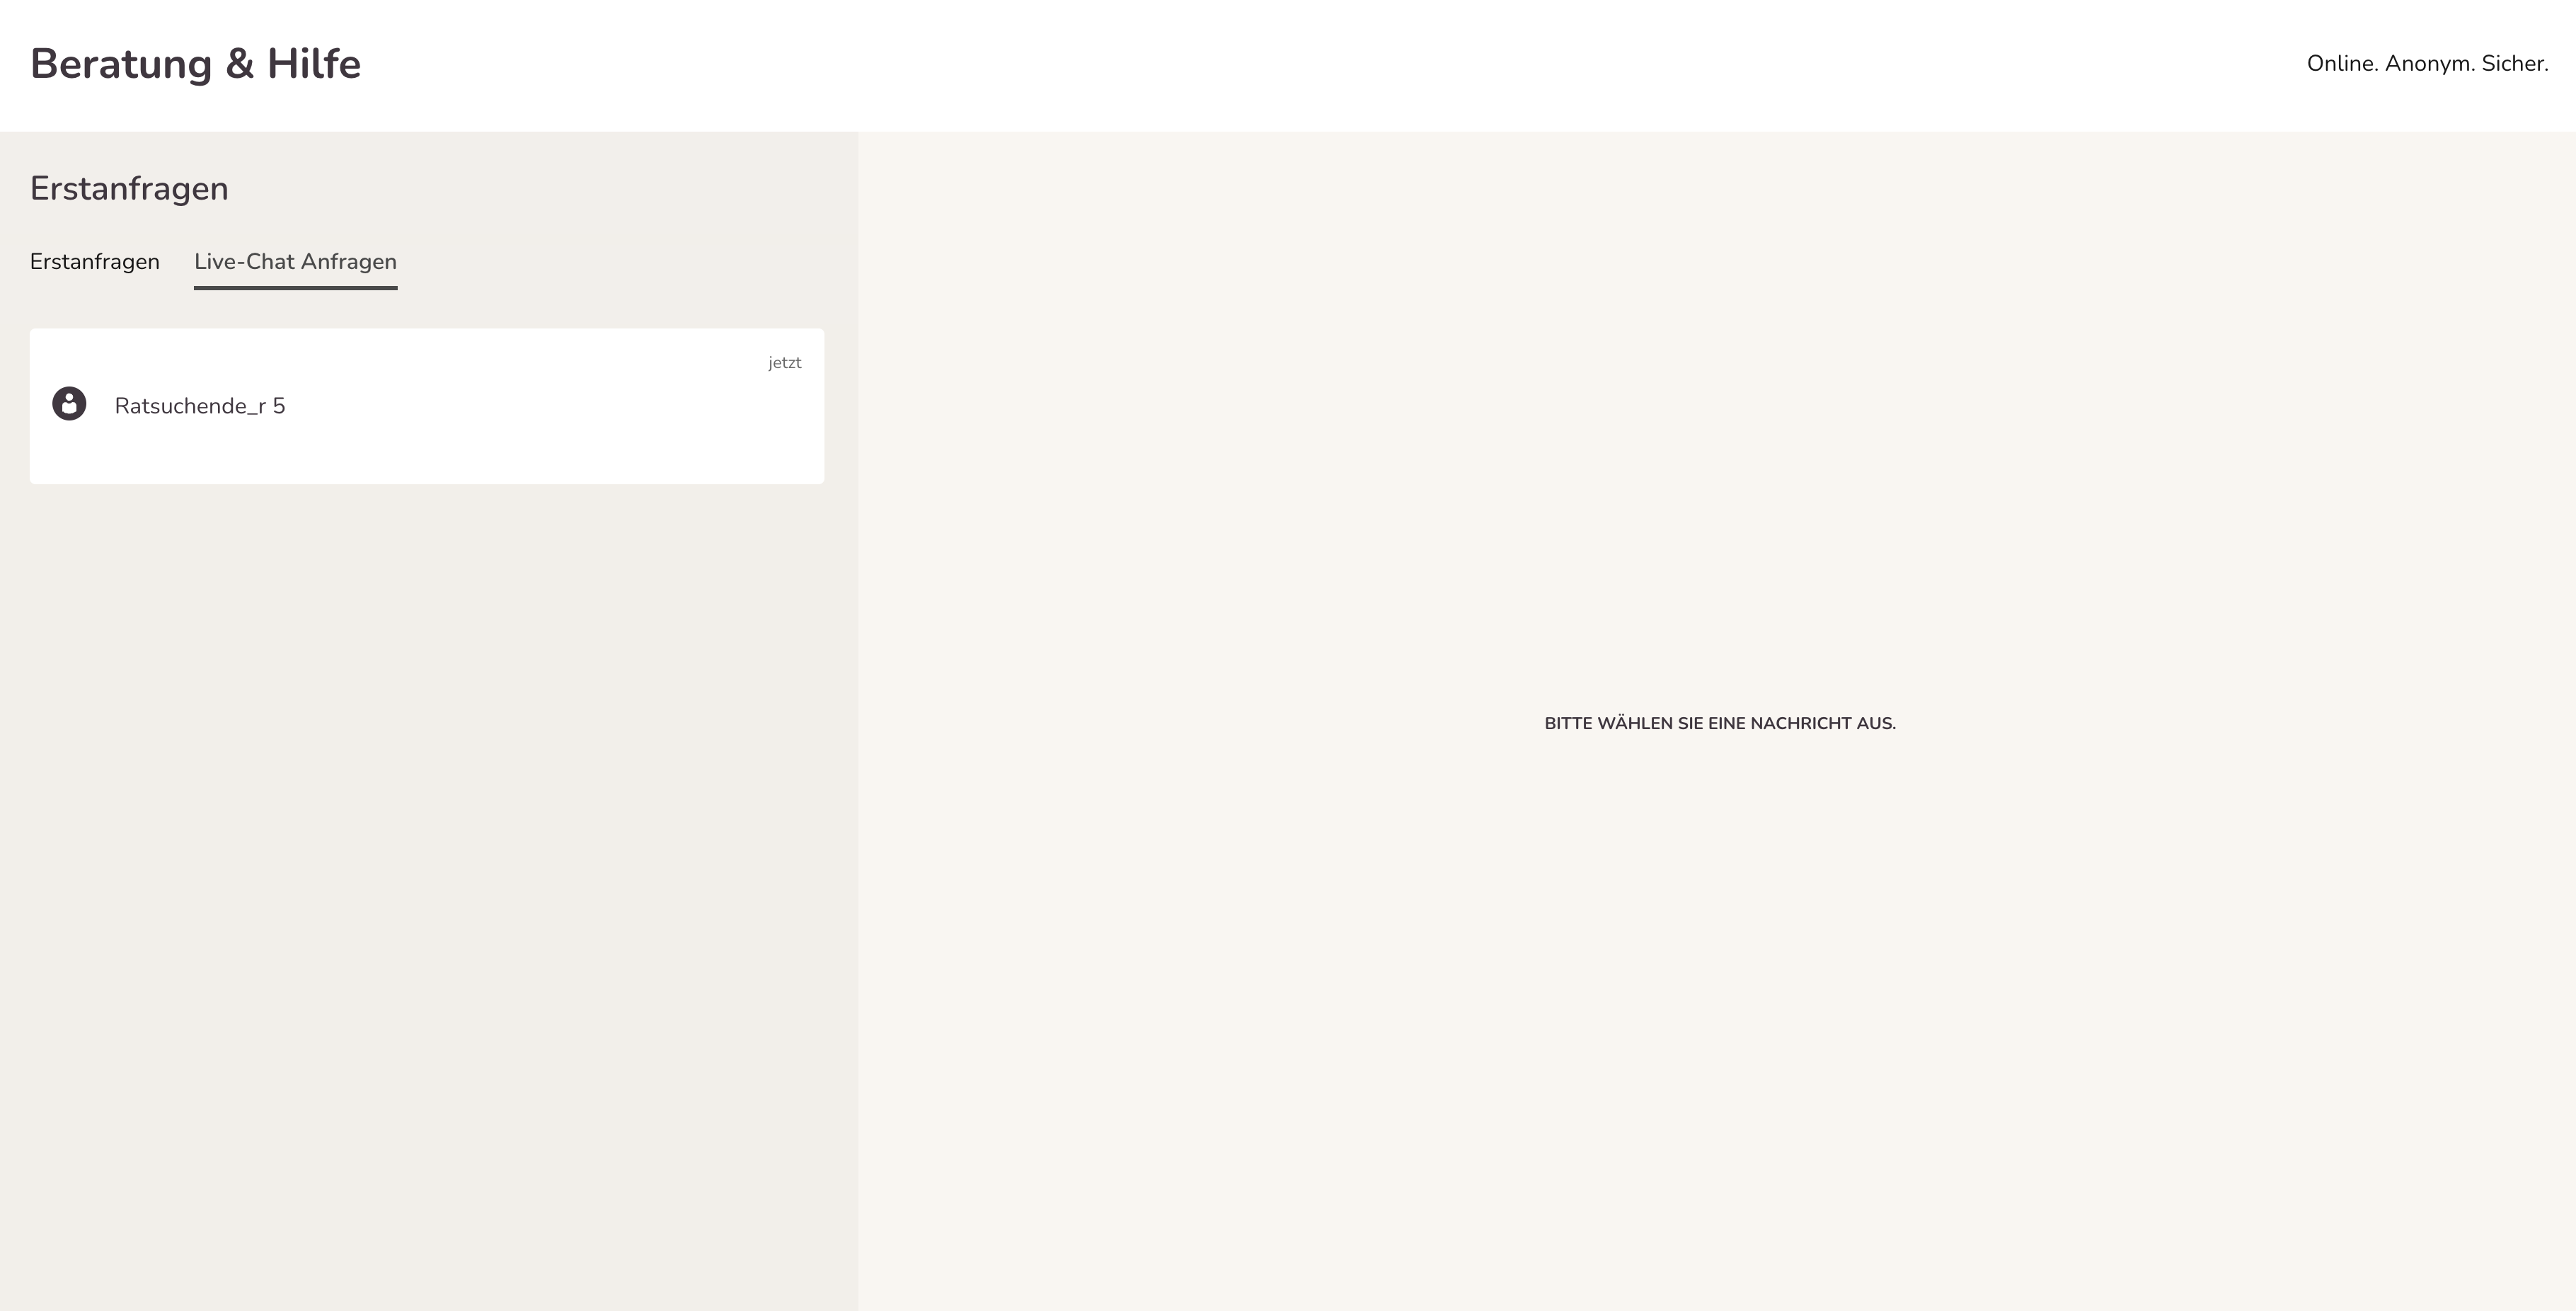 Beratung & Hilfe
Online. Anonym. Sicher.
Erstanfragen
Erstanfragen
Live-Chat Anfragen
jetzt
Ratsuchende_r 5
BITTE WÄHLEN SIE EINE NACHRICHT AUS.